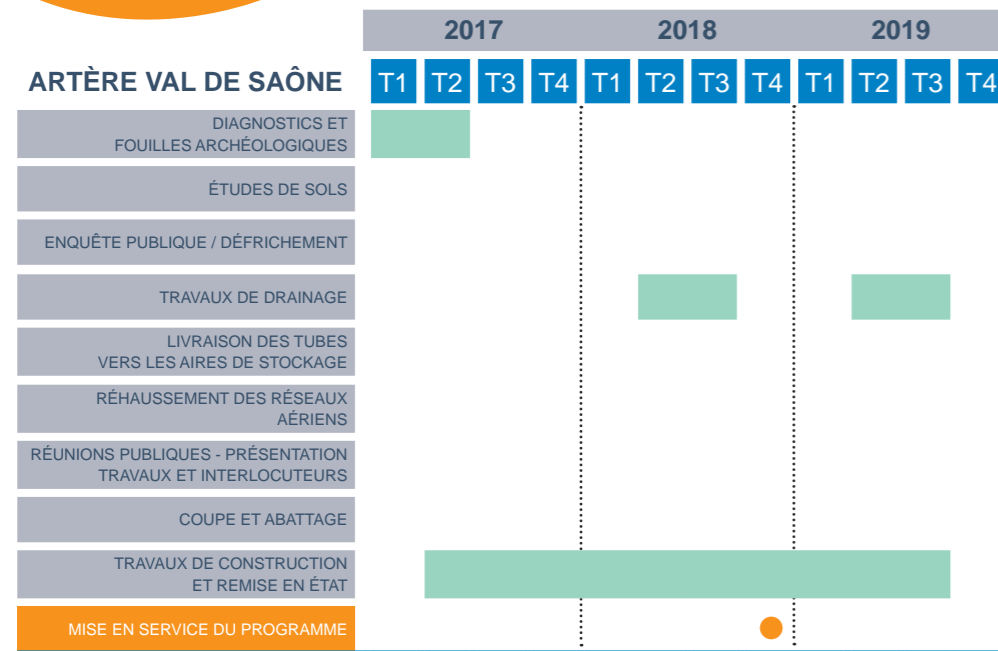 2017 2018 2019
ARTÈRE VAL DE SAÔNE T1 T2 T3 T4 T1 T2 T3 T4 T1 T2 T3 T4
DIAGNOSTICS ET
FOUILLES ARCHÉOLOGIQUES
ÉTUDES DE SOLS
ENQUÊTE PUBLIQUE / DÉFRICHEMENT
TRAVAUX DE DRAINAGE
LIVRAISON DES TUBES
VERS LES AIRES DE STOCKAGE
RÉHAUSSEMENT DES RÉSEAUX
AÉRIENS
RÉUNIONS PUBLIQUES - PRÉSENTATION
TRAVAUX ET INTERLOCUTEURS
COUPE ET ABATTAGE
TRAVAUX DE CONSTRUCTION
ET REMISE EN ÉTAT
MISE EN SERVICE DU PROGRAMME